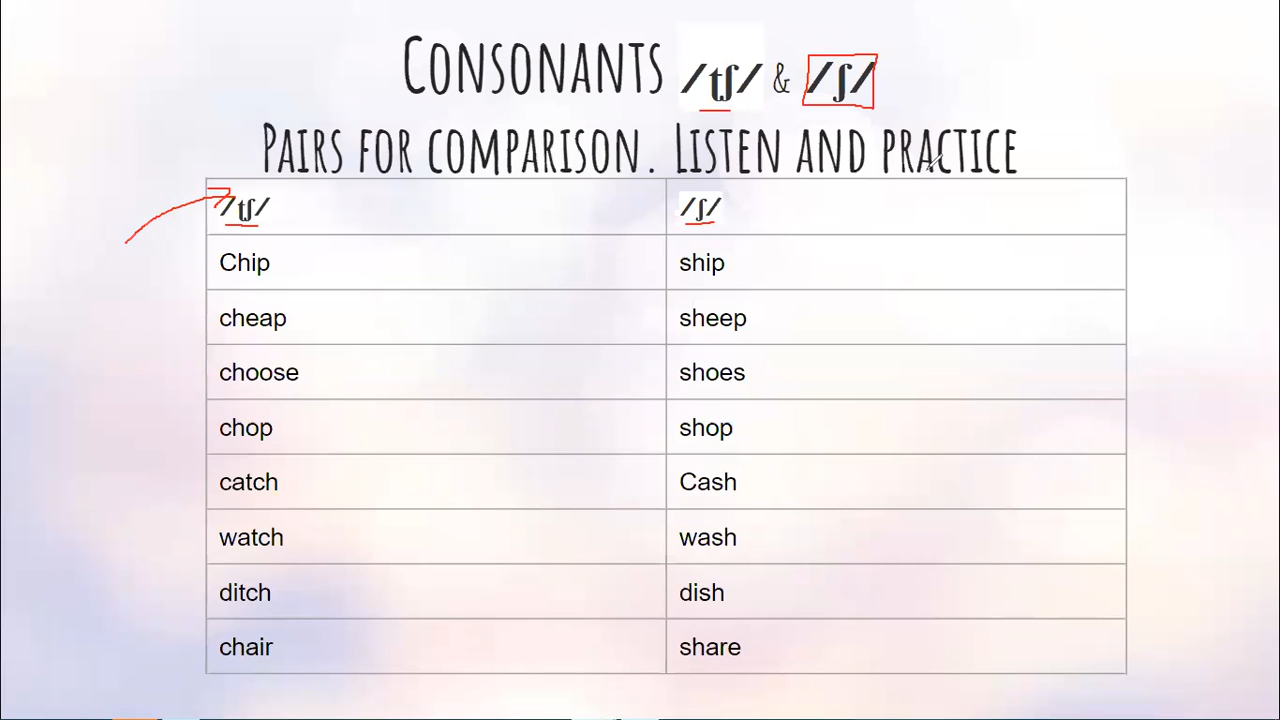 CONSONANTS /tʃ/ & /ʃ/
PAIRS FOR COMPARISON. LISTEN AND PRACTICE
/tʃ/ /ʃ/
Chip ship
cheap sheep
choose shoes
chop shop
catch Cash
watch wash
ditch dish
chair share